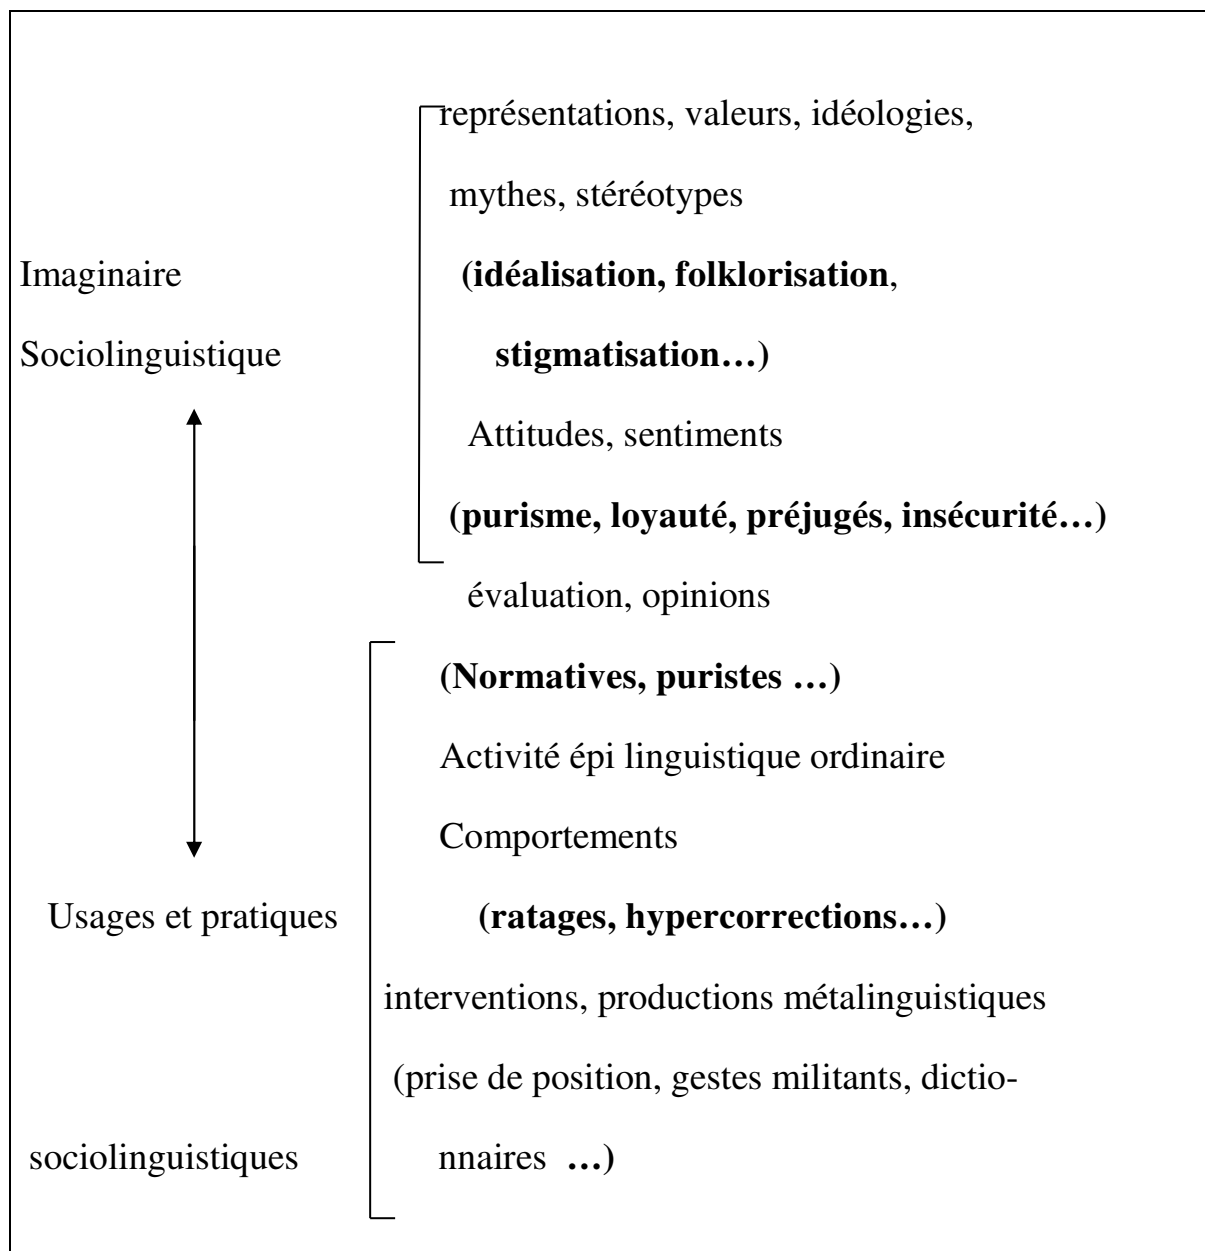 représentations, valeurs, idéologies,
mythes, stéréotypes
Imaginaire (idéalisation, folklorisation,
Sociolinguistique stigmatisation…)
Attitudes, sentiments
(purisme, loyauté, préjugés, insécurité…)
évaluation, opinions
(Normatives, puristes …)
Activité épi linguistique ordinaire
Comportements
Usages et pratiques (ratages, hypercorrections…)
interventions, productions métalinguistiques
(prise de position, gestes militants, dictio-
sociolinguistiques nnaires …)